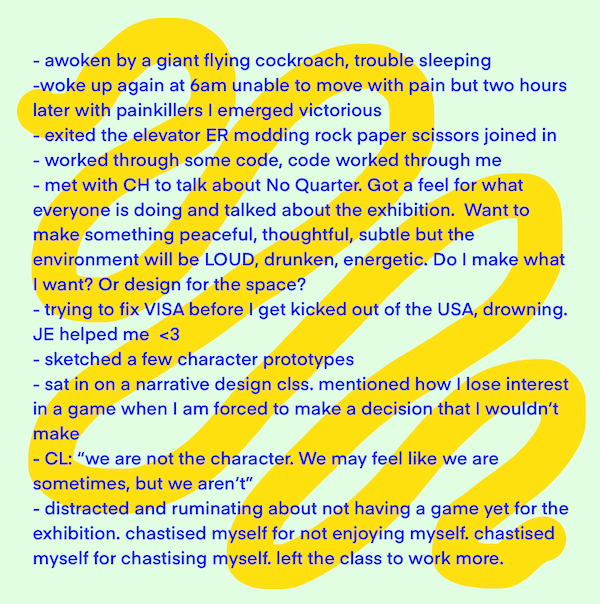 - awoken by a giant flying cockroach, trouble sleeping
-woke up again at 6am unable to move with pain but two hours
later with painkillers I emerged victorious
- exited the elevator ER modding rock paper scissors joined in
- worked through some code, code worked through me
- met with CH to talk about No Quarter. Got a feel for what
everyone is doing and talked about the exhibition.  Want to
make something peaceful, thoughtful, subtle but the
environment will be LOUD, drunken, energetic. Do I make what
I want? Or design for the space?
- trying to fix VISA before I get kicked out of the USA, drowning.
JE helped me  <3
- sketched a few character prototypes
- sat in on a narrative design clss. mentioned how I lose interest
in a game when I am forced to make a decision that I wouldn't
make
- CL: “we are not the character. We may feel like we are
sometimes, but we aren't”
- distracted and ruminating about not having a game yet for the
exhibition. chastised myself for not enjoying myself. chastised
myself for chastising myself. left the class to work more.